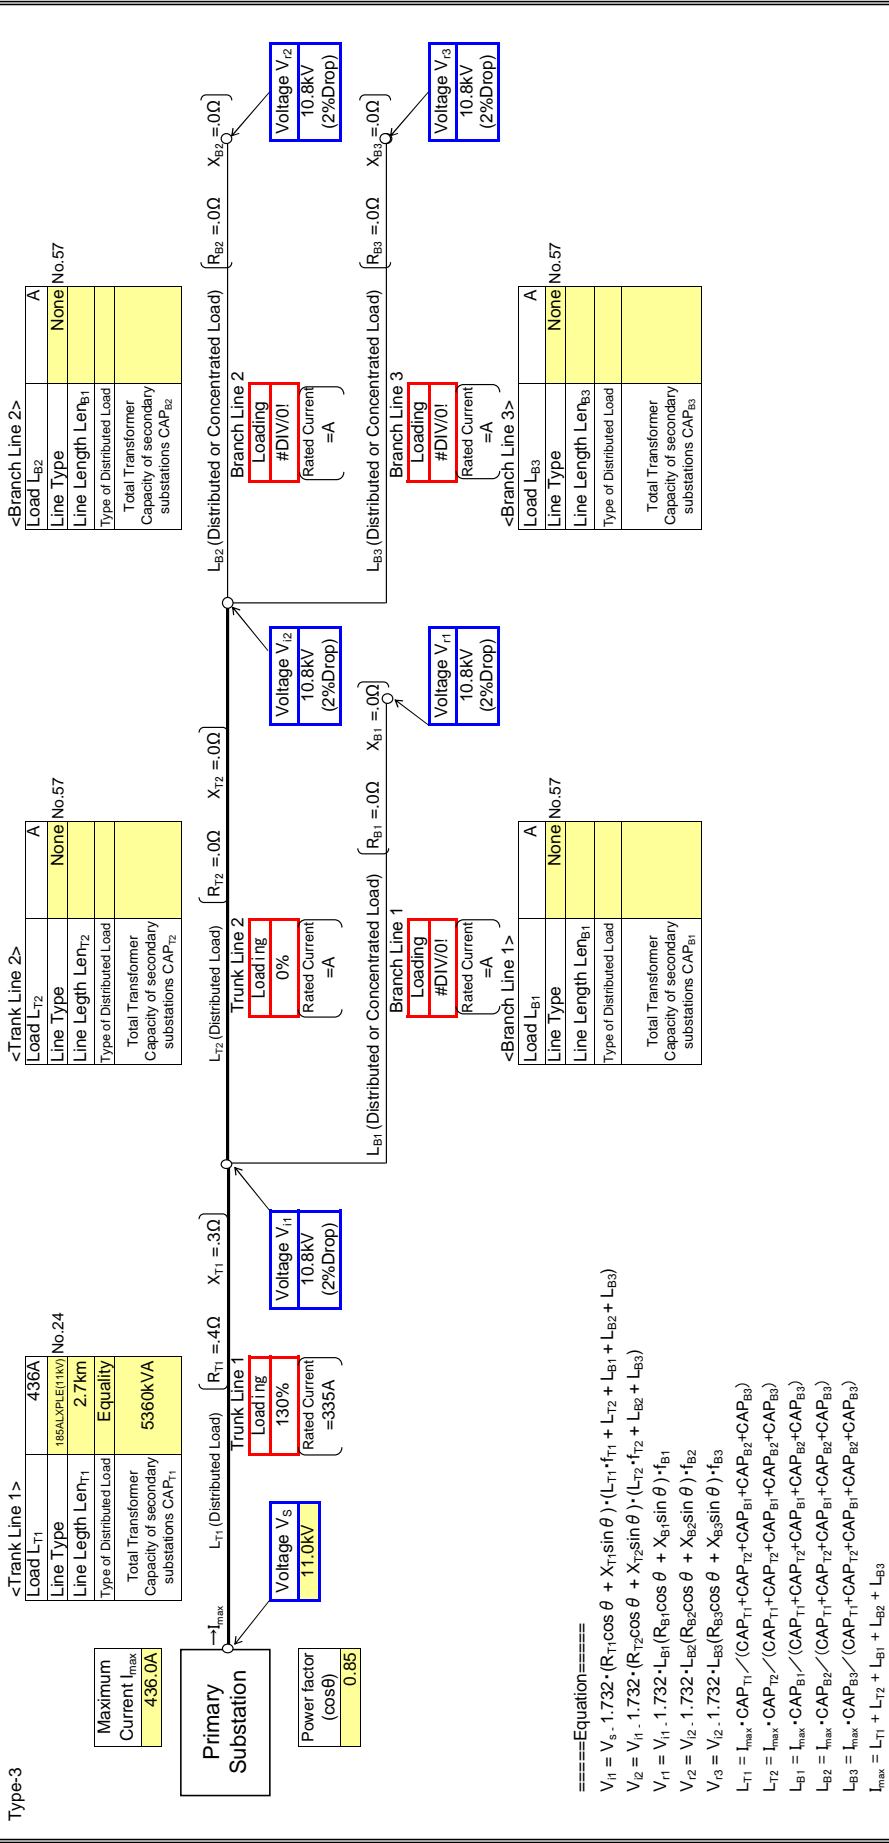 Type-3
<Trank Line 1>
Load L_T1 436A
Line Type 185ALXPLE(11kV) No.24
Line Legth Len_T1 2.7km
Type of Distributed Load Equality
Total Transformer
Capacity of secondary
substations CAP_T1
5360kVA
<Trank Line 2>
Load L_T2 A
Line Type None No.57
Line Legth Len_T2
Type of Distributed Load
Total Transformer
Capacity of secondary
substations CAP_T2
<Branch Line 2>
Load L_B2 A
Line Type None No.57
Line Length Len_B1
Type of Distributed Load
Total Transformer
Capacity of secondary
substations CAP_B2
Maximum
Current I_max
436.0A
Primary
Substation
→I_max
Power factor
(cosθ)
0.85
Voltage V_S
11.0kV
L_T1 (Distributed Load)
R_T1 =.4Ω X_T1 =.3Ω
Trunk Line 1
Loading
130%
Rated Current
=335A
Voltage V_i1
10.8kV
(2%Drop)
L_T2 (Distributed Load)
R_T2 =.0Ω X_T2 =.0Ω
Trunk Line 2
Loading
0%
Rated Current
=A
Voltage V_i2
10.8kV
(2%Drop)
L_B2 (Distributed or Concentrated Load)
R_B2 =.0Ω X_B2 =.0Ω
Branch Line 2
Loading
#DIV/0!
Rated Current
=A
Voltage V_r2
10.8kV
(2%Drop)
L_B1 (Distributed or Concentrated Load)
R_B1 =.0Ω X_B1 =.0Ω
Branch Line 1
Loading
#DIV/0!
Rated Current
=A
Voltage V_r1
10.8kV
(2%Drop)
L_B3 (Distributed or Concentrated Load)
R_B3 =.0Ω X_B3 =.0Ω
Branch Line 3
Loading
#DIV/0!
Rated Current
=A
Voltage V_r3
10.8kV
(2%Drop)
<Branch Line 1>
Load L_B1 A
Line Type None No.57
Line Length Len_B1
Type of Distributed Load
Total Transformer
Capacity of secondary
substations CAP_B1
<Branch Line 3>
Load L_B3 A
Line Type None No.57
Line Length Len_B3
Type of Distributed Load
Total Transformer
Capacity of secondary
substations CAP_B3
=====Equation=====
V_i1 = V_s - 1.732・(R_T1cosθ + X_T1sinθ)・(L_T1・f_T1 + L_T2 + L_B1 + L_B2 + L_B3)
V_i2 = V_i1 - 1.732・(R_T2cosθ + X_T2sinθ)・(L_T2・f_T2 + L_B2 + L_B3)
V_r1 = V_i1 - 1.732・L_B1(R_B1cosθ + X_B1sinθ)・f_B1
V_r2 = V_i2 - 1.732・L_B2(R_B2cosθ + X_B2sinθ)・f_B2
V_r3 = V_i2 - 1.732・L_B3(R_B3cosθ + X_B3sinθ)・f_B3
L_T1 = I_max・CAP_T1／(CAP_T1+CAP_T2+CAP_B1+CAP_B2+CAP_B3)
L_T2 = I_max・CAP_T2／(CAP_T1+CAP_T2+CAP_B1+CAP_B2+CAP_B3)
L_B1 = I_max・CAP_B1／(CAP_T1+CAP_T2+CAP_B1+CAP_B2+CAP_B3)
L_B2 = I_max・CAP_B2／(CAP_T1+CAP_T2+CAP_B1+CAP_B2+CAP_B3)
L_B3 = I_max・CAP_B3／(CAP_T1+CAP_T2+CAP_B1+CAP_B2+CAP_B3)
I_max = L_T1 + L_T2 + L_B1 + L_B2 + L_B3